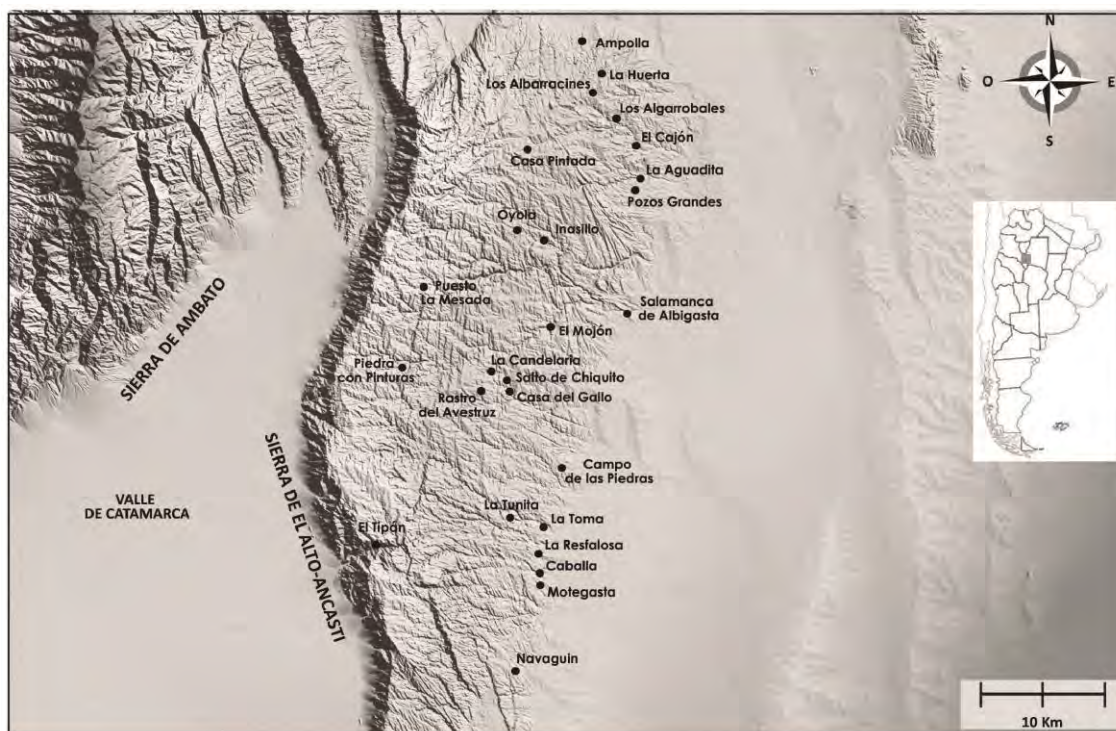 N
O
E
S
Ampolla
La Huerta
Los Albarracines
Los Algarrobales
El Cajón
Casa Pintada
La Aguadita
Pozos Grandes
Oyola
Inasillo
Puesto
La Mesada
Salamanca
de Albigasta
El Mojón
SIERRA DE AMBATO
Piedra
con Pinturas
La Candelaria
Salto de Chiquito
Rastro
del Avestruz
Casa del Gallo
Campo
de las Piedras
SIERRA DE EL ALTO-ANCASTI
VALLE
DE CATAMARCA
La Tunita
La Toma
El Tipán
La Resfalosa
Caballa
Motegasta
Navaguin
10 Km